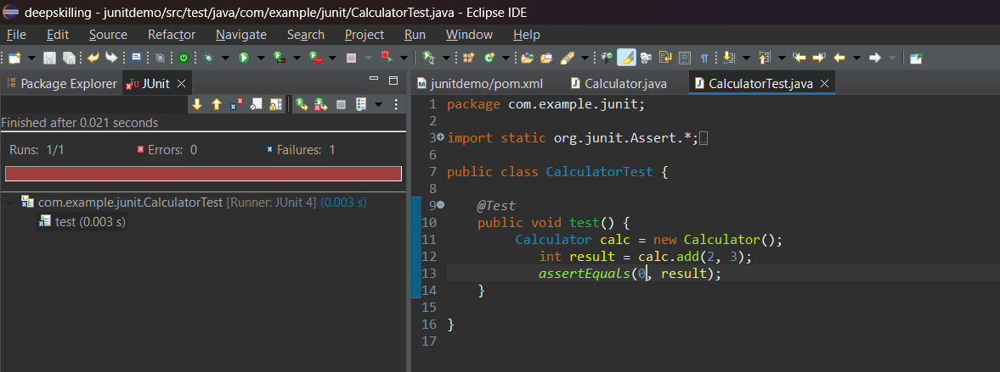 deepskilling - junitdemo/src/test/java/com/example/junit/CalculatorTest.java - Eclipse IDE
File Edit Source Refactor Navigate Search Project Run Window Help
Package Explorer JUnit
Finished after 0.021 seconds
Runs: 1/1 Errors: 0 Failures: 1
com.example.junit.CalculatorTest [Runner: JUnit 4] (0.003 s)
test (0.003 s)
junitdemo/pom.xml Calculator.java CalculatorTest.java
1 package com.example.junit;
2
3 import static org.junit.Assert.*;
6
7 public class CalculatorTest {
8
9 @Test
10 public void test() {
11 Calculator calc = new Calculator();
12 int result = calc.add(2, 3);
13 assertEquals(0, result);
14 }
15
16 }
17